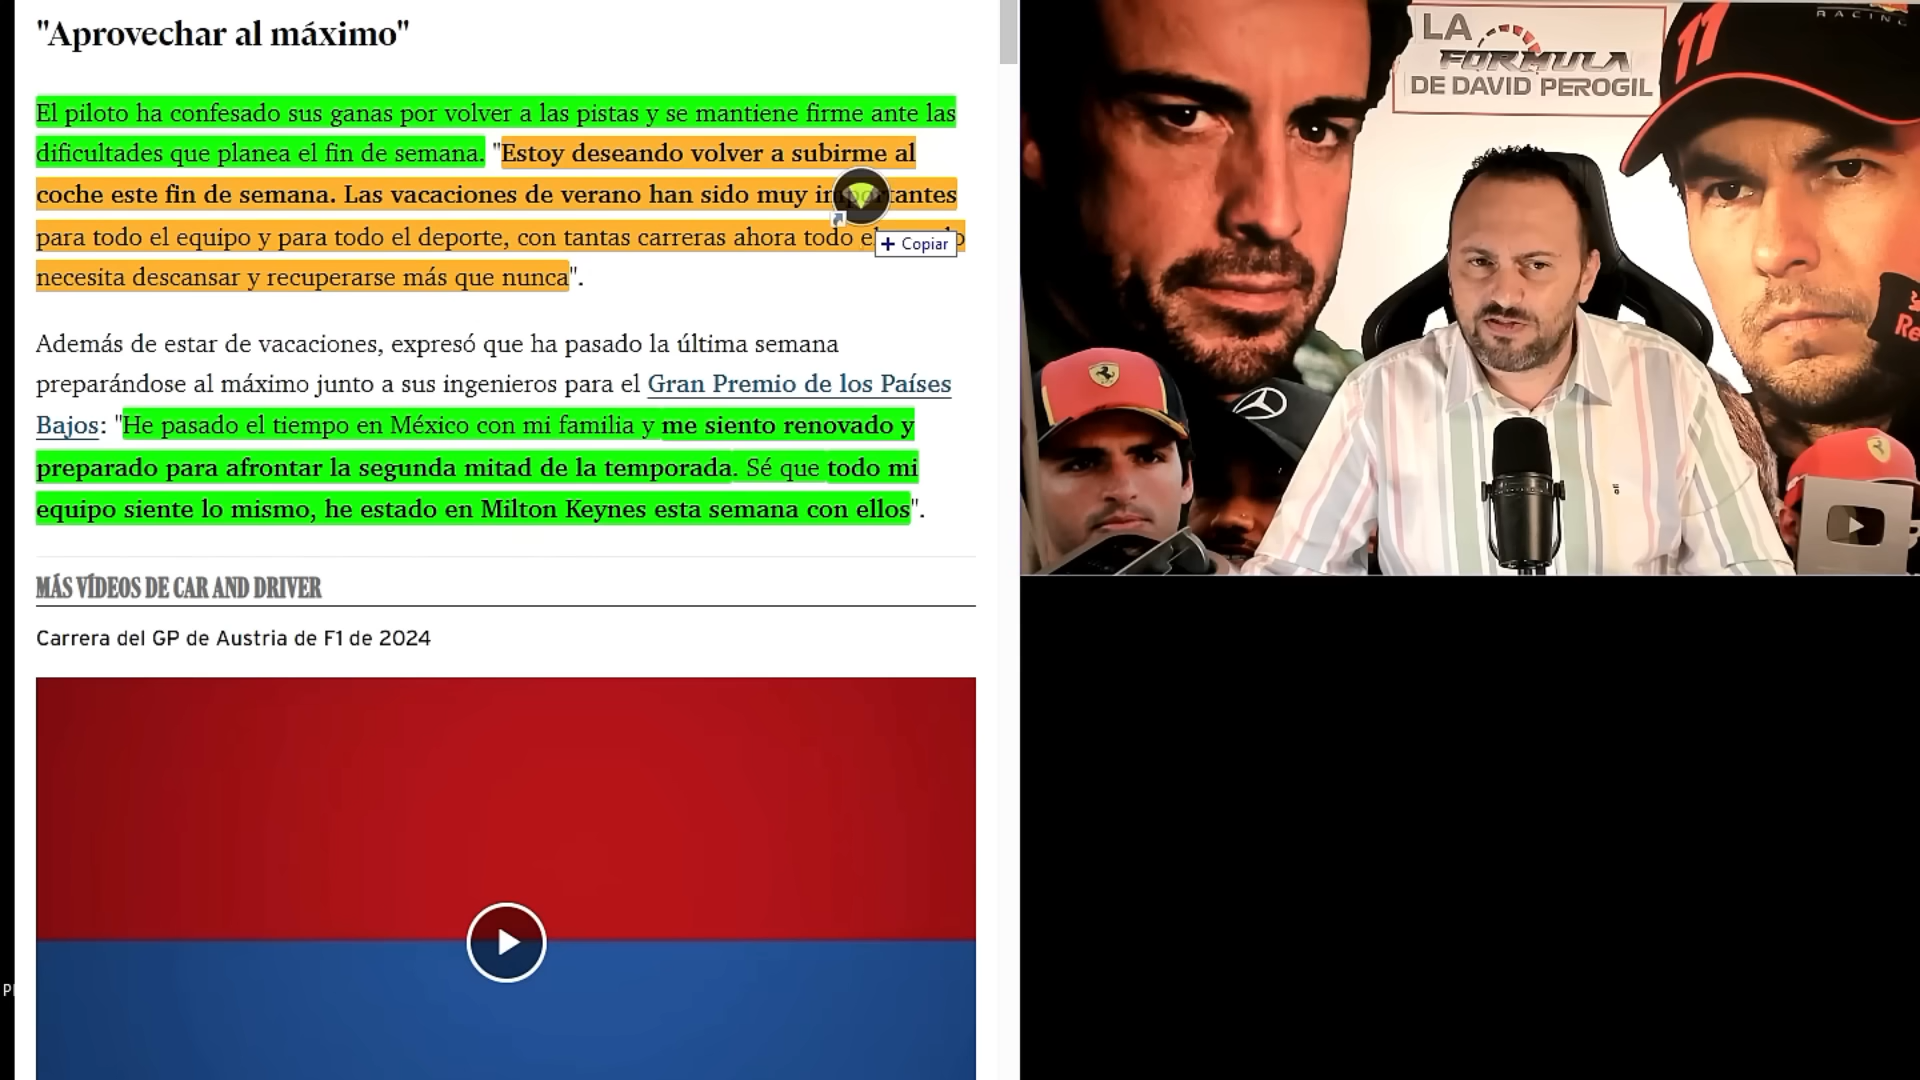 "Aprovechar al máximo"
El piloto ha confesado sus ganas por volver a las pistas y se mantiene firme ante las
dificultades que planea el fin de semana. "Estoy deseando volver a subirme al
coche este fin de semana. Las vacaciones de verano han sido muy importantes
para todo el equipo y para todo el deporte, con tantas carreras ahora todo
necesita descansar y recuperarse más que nunca".
+ Copiar
Además de estar de vacaciones, expresó que ha pasado la última semana
preparándose al máximo junto a sus ingenieros para el Gran Premio de los Países
Bajos: "He pasado el tiempo en México con mi familia y me siento renovado y
preparado para afrontar la segunda mitad de la temporada. Sé que todo mi
equipo siente lo mismo, he estado en Milton Keynes esta semana con ellos".
MÁS VÍDEOS DE CAR AND DRIVER
Carrera del GP de Austria de F1 de 2024
LA
FORMULA
DE DAVID PEROGIL
11
RACING
Re